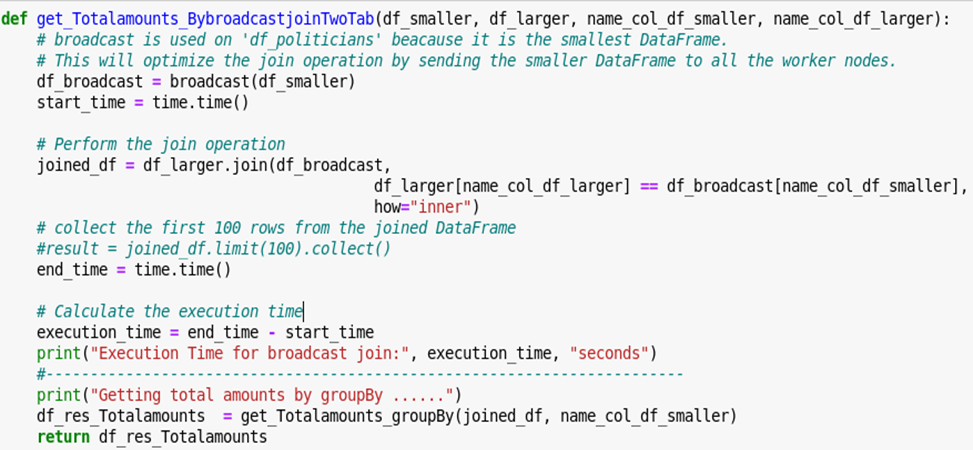 def get_Totalamounts_BybroadcastjoinTwoTab(df_smaller, df_larger, name_col_df_smaller, name_col_df_larger):
# broadcast is used on 'df_politicians' beacause it is the smallest DataFrame.
# This will optimize the join operation by sending the smaller DataFrame to all the worker nodes.
df_broadcast = broadcast(df_smaller)
start_time = time.time()
# Perform the join operation
joined_df = df_larger.join(df_broadcast,
df_larger[name_col_df_larger] == df_broadcast[name_col_df_smaller],
how="inner")
# collect the first 100 rows from the joined DataFrame
#result = joined_df.limit(100).collect()
end_time = time.time()
# Calculate the execution time
execution_time = end_time - start_time
print("Execution Time for broadcast join:", execution_time, "seconds")
#------------------------------------------------------------------------
print("Getting total amounts by groupBy ......")
df_res_Totalamounts  = get_Totalamounts_groupBy(joined_df, name_col_df_smaller)
return df_res_Totalamounts